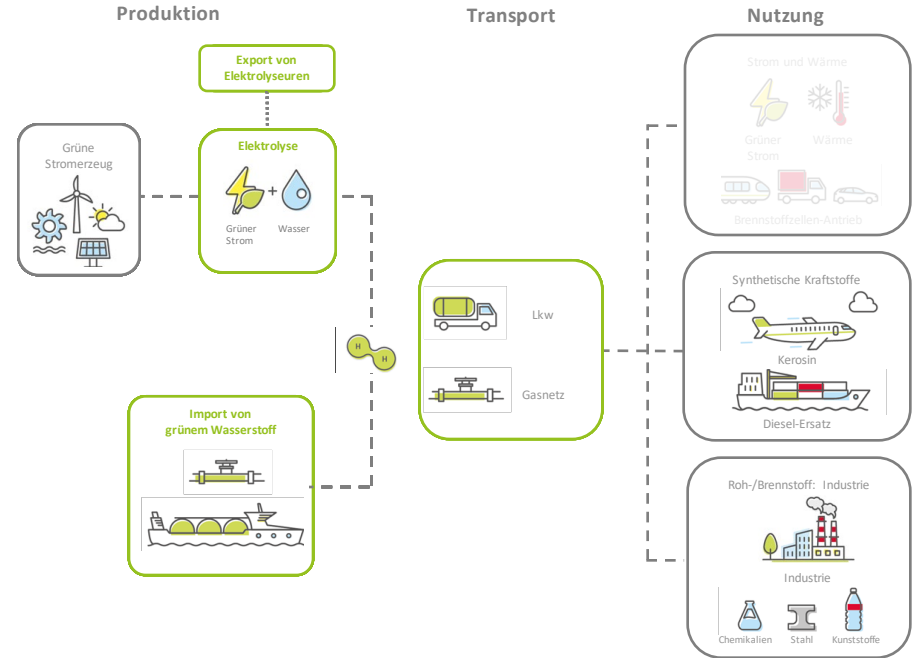 Produktion
Transport
Nutzung
Export von
Elektrolyseuren
Grüne
Stromerzeug
Elektrolyse
+
Grüner
Strom
Wasser
H
H
Import von
grünem Wasserstoff
Lkw
Gasnetz
Strom und Wärme
Grüner
Strom
Wärme
Brennstoffzellen-Antrieb
Synthetische Kraftstoffe
Kerosin
Diesel-Ersatz
Roh-/Brennstoff: Industrie
Industrie
Chemikalien
Stahl
Kunststoffe